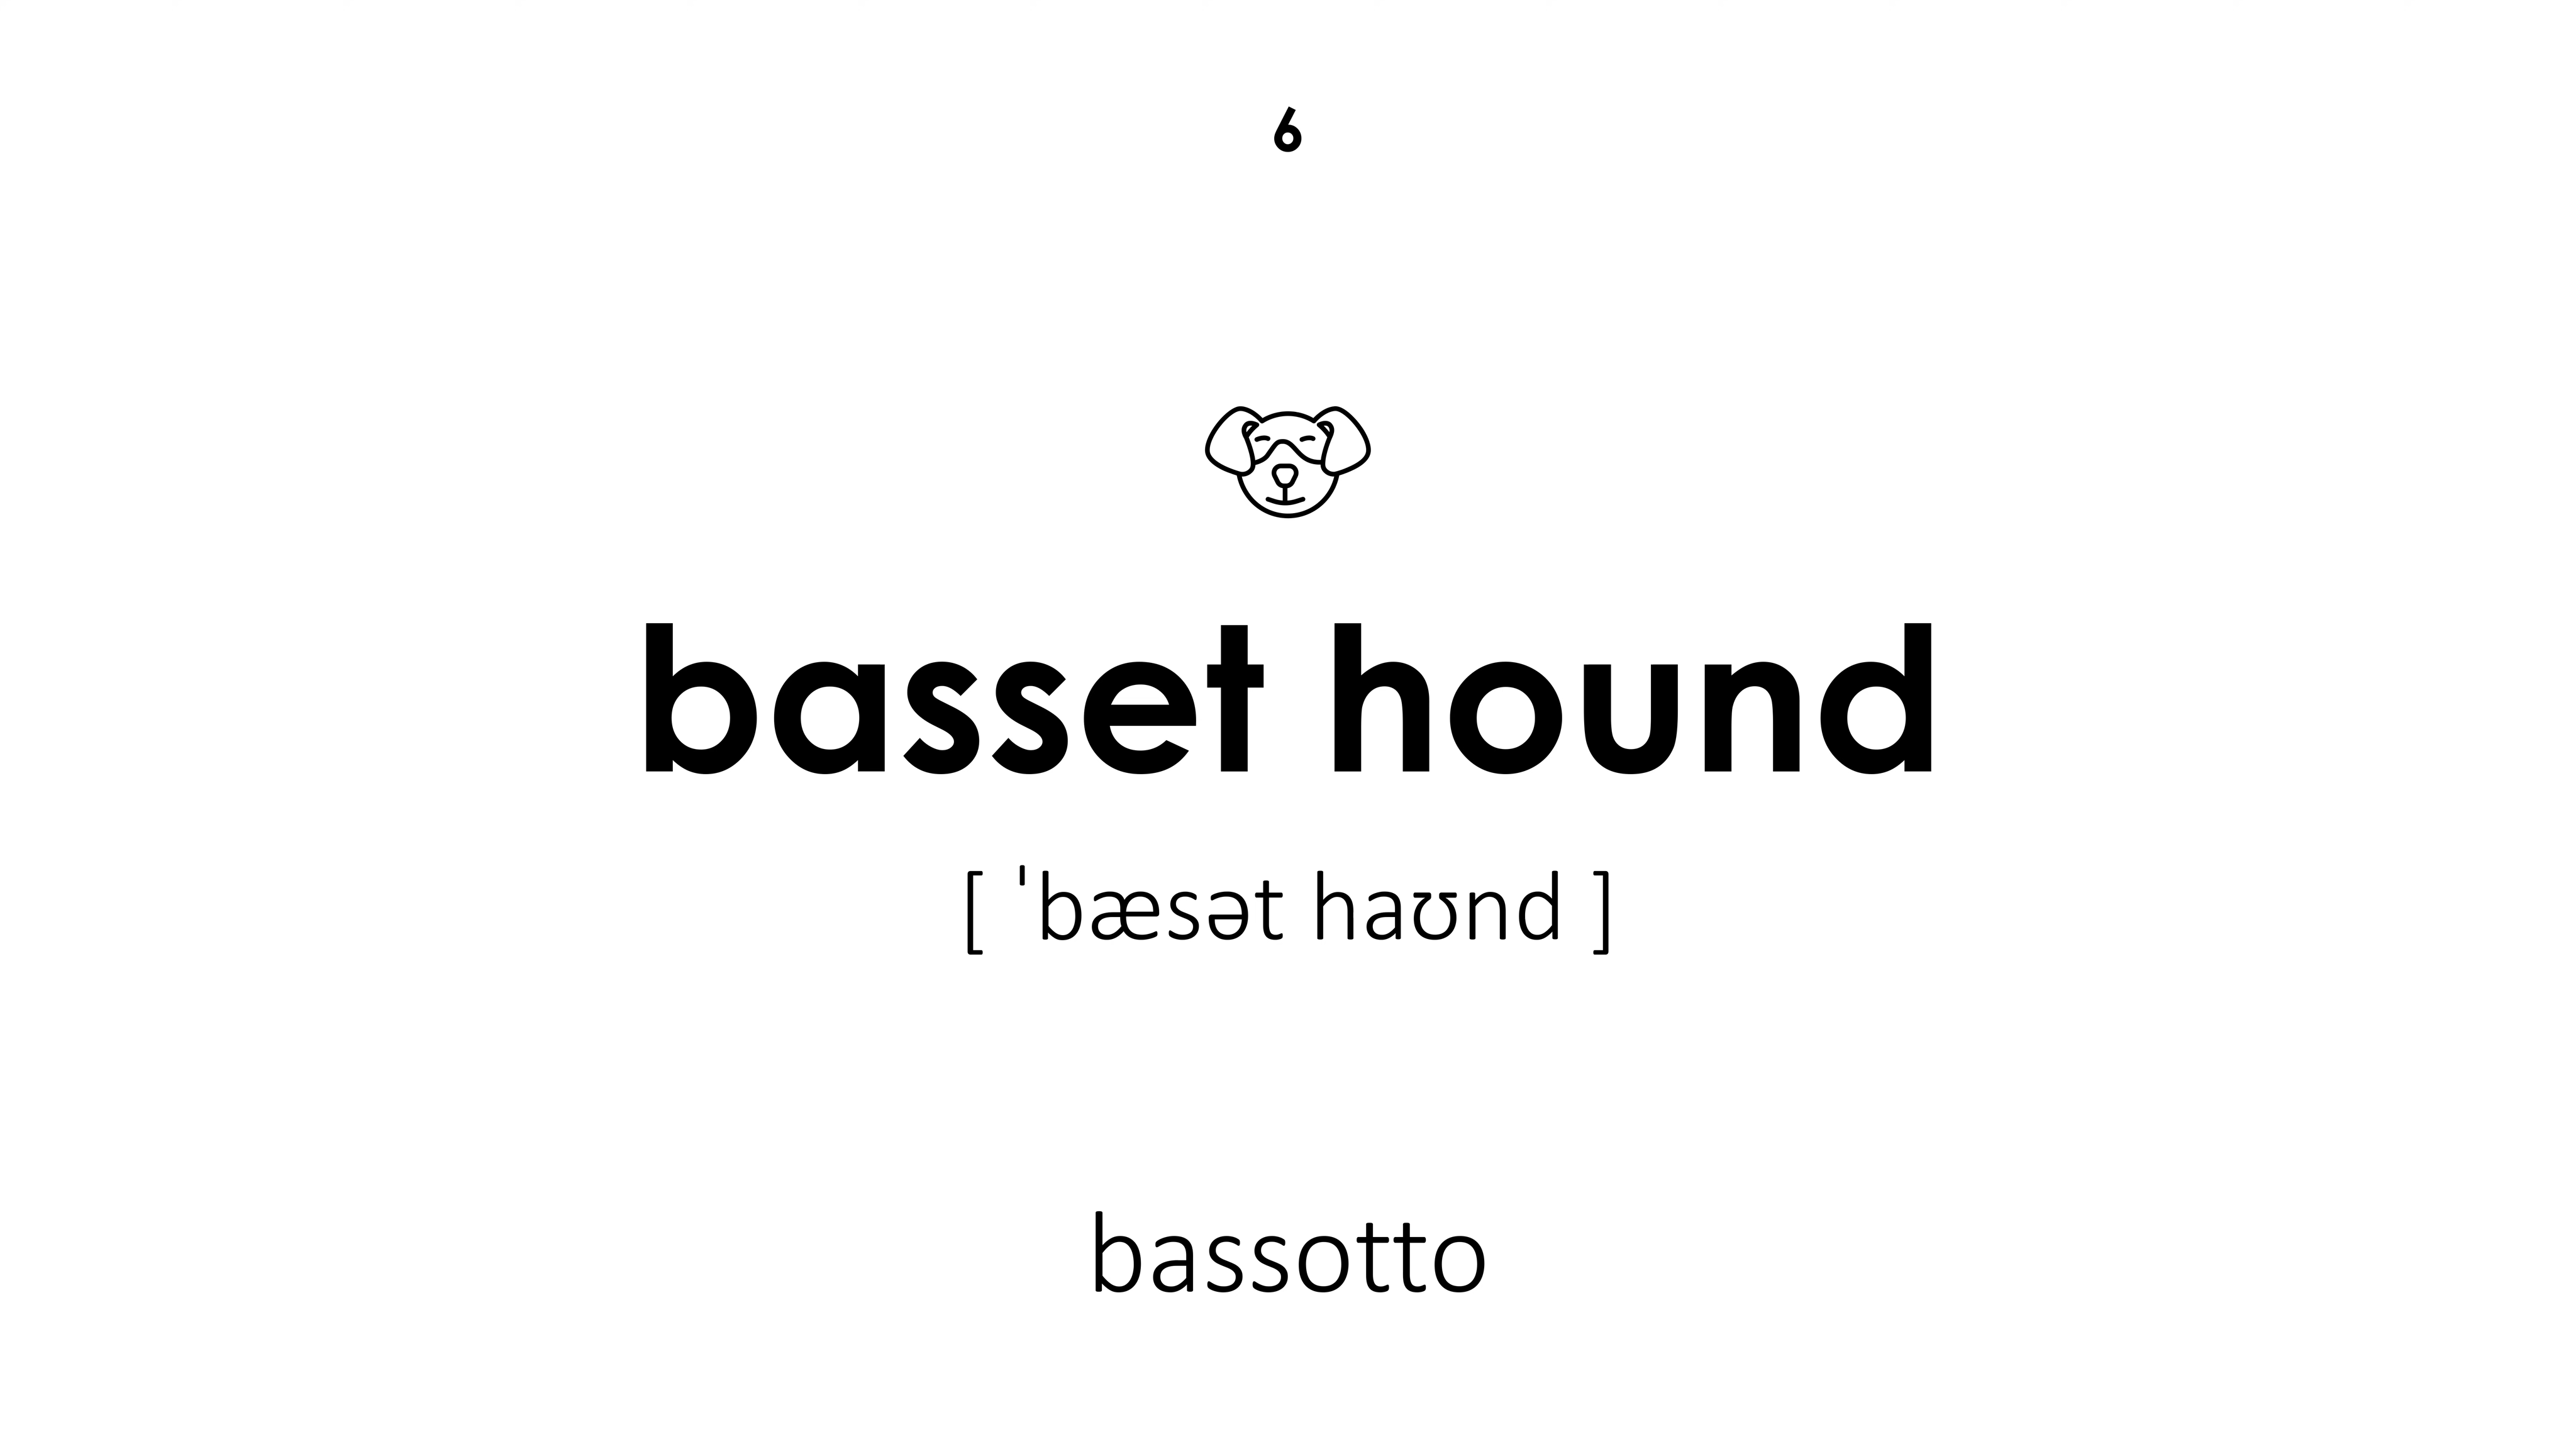 6
basset hound
[ ˈbæsət haʊnd ]
bassotto